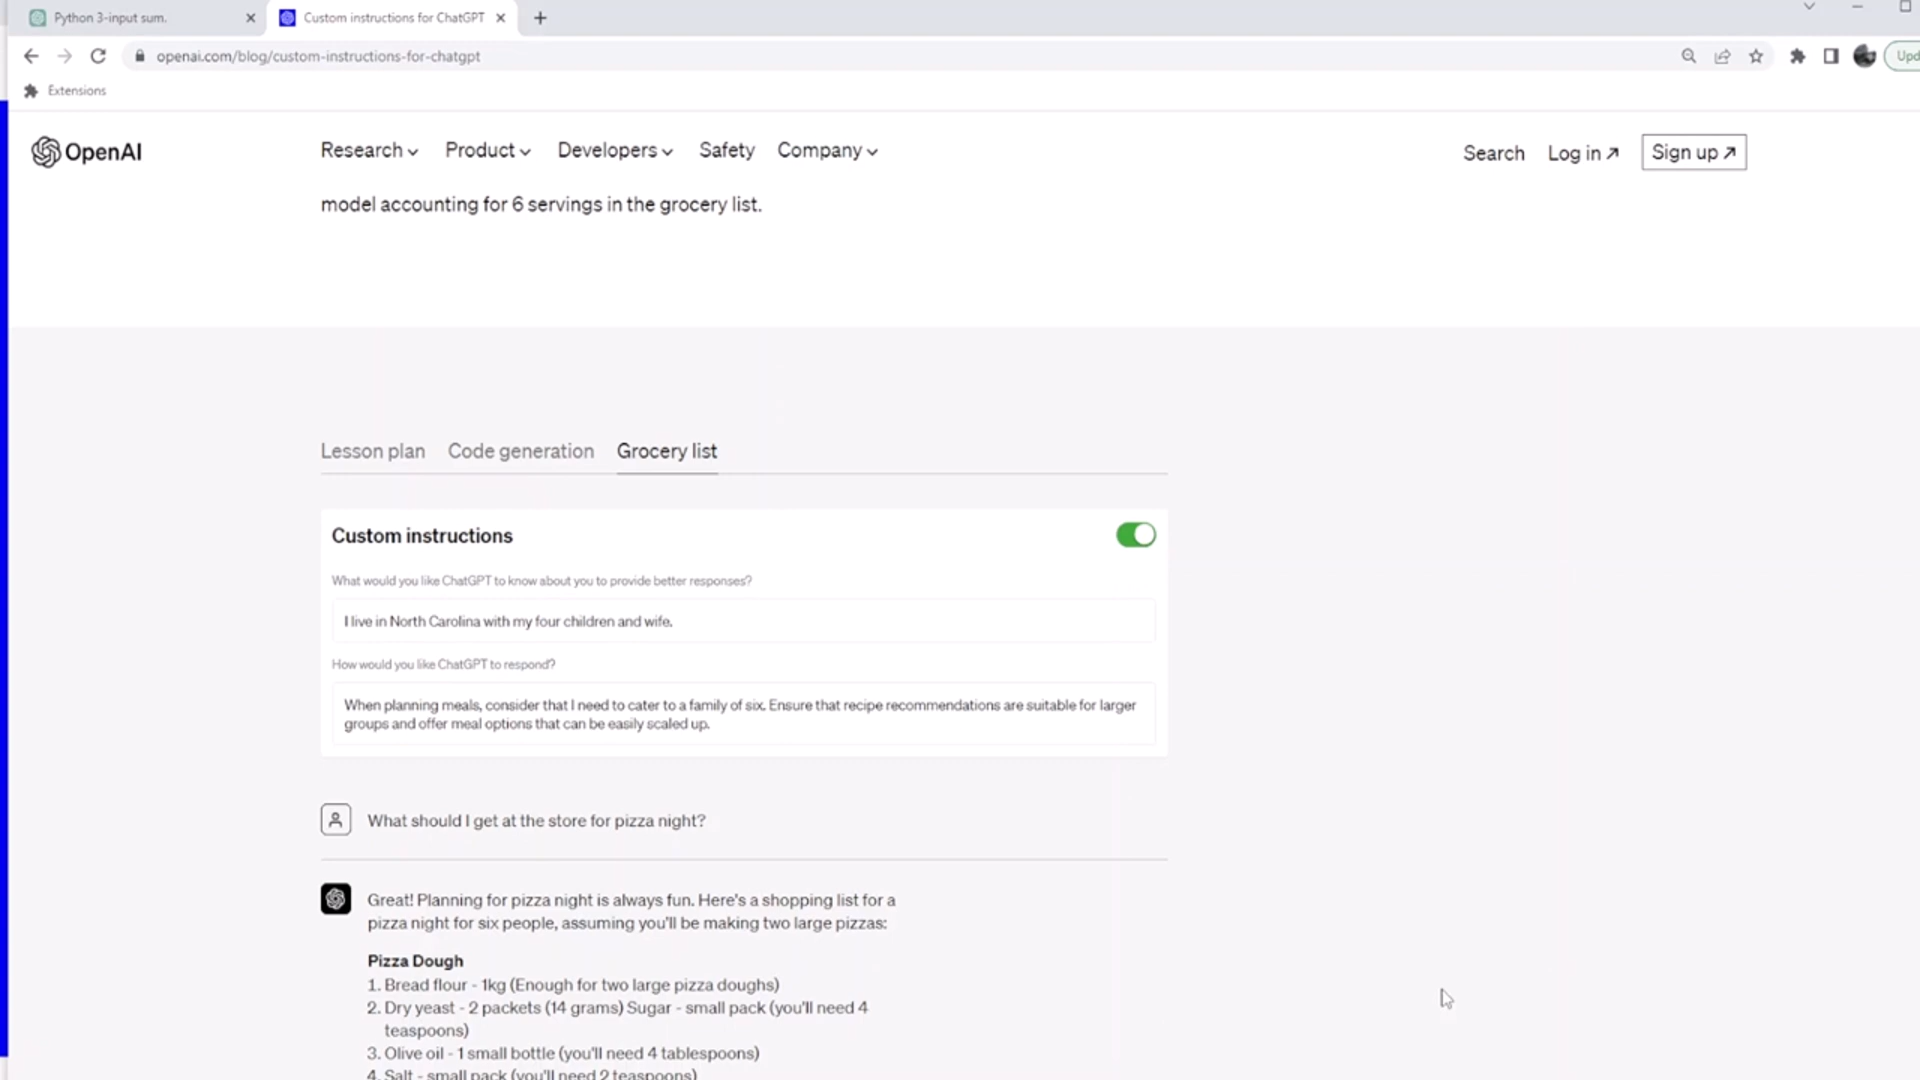 Python 3-input sum.
Custom instructions for ChatGPT
openai.com/blog/custom-instructions-for-chatgpt
Extensions
OpenAI
Research
Product
Developers
Safety
Company
Search
Log in ↗
Sign up ↗
model accounting for 6 servings in the grocery list.
Lesson plan
Code generation
Grocery list
Custom instructions
What would you like ChatGPT to know about you to provide better responses?
I live in North Carolina with my four children and wife.
How would you like ChatGPT to respond?
When planning meals, consider that I need to cater to a family of six. Ensure that recipe recommendations are suitable for larger
groups and offer meal options that can be easily scaled up.
What should I get at the store for pizza night?
Great! Planning for pizza night is always fun. Here's a shopping list for a
pizza night for six people, assuming you'll be making two large pizzas:
Pizza Dough
1. Bread flour - 1kg (Enough for two large pizza doughs)
2. Dry yeast - 2 packets (14 grams) Sugar - small pack (you'll need 4
teaspoons)
3. Olive oil - 1 small bottle (you'll need 4 tablespoons)
4. Salt - small pack (you'll need 2 teaspoons)